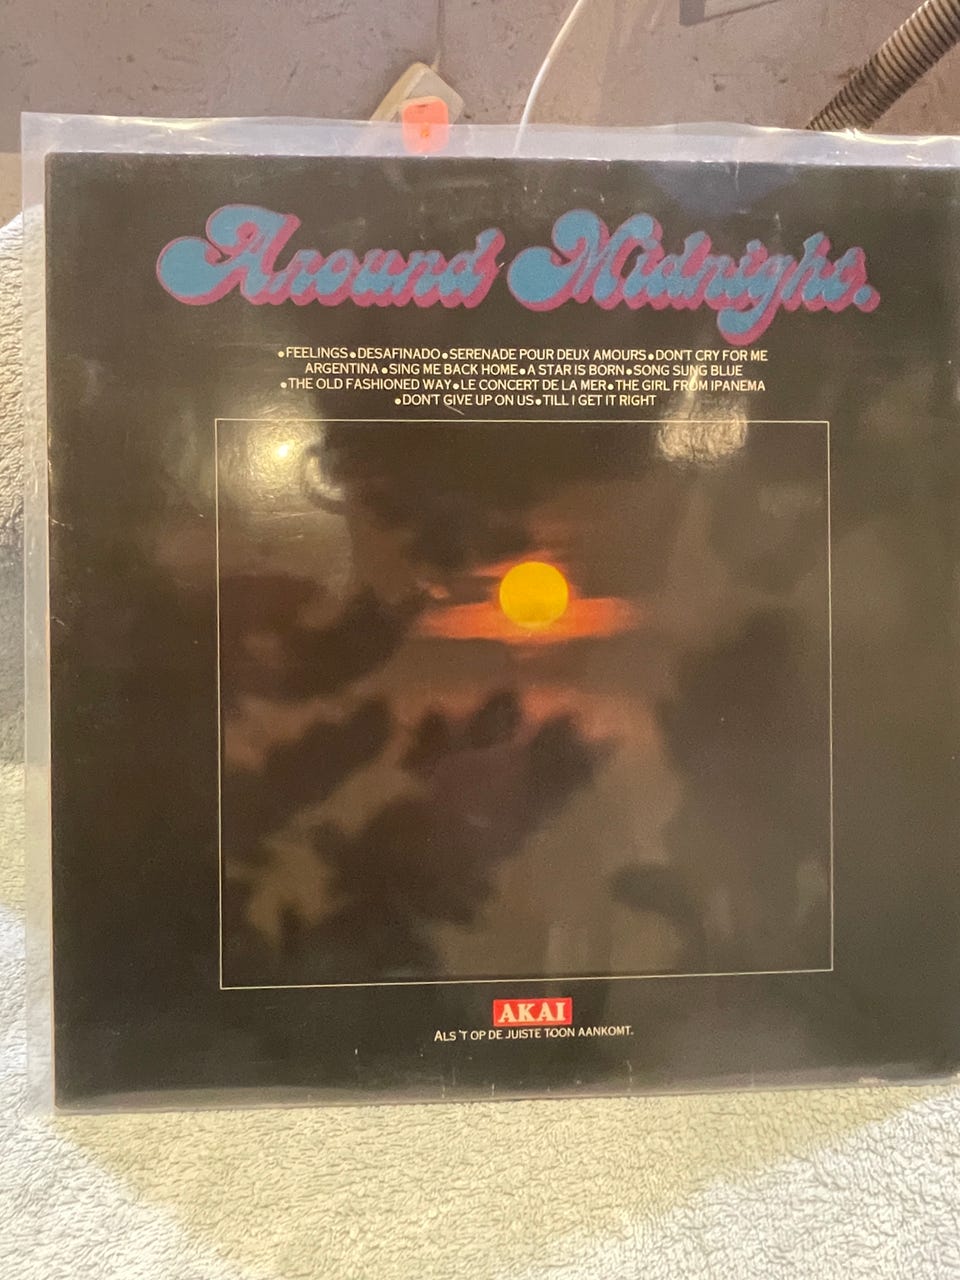 Around Midnight.
•FEELINGS•DESAFINADO•SERENADE POUR DEUX AMOURS•DON'T CRY FOR ME
ARGENTINA•SING ME BACK HOME•A STAR IS BORN•SONG SUNG BLUE
•THE OLD FASHIONED WAY•LE CONCERT DE LA MER•THE GIRL FROM IPANEMA
•DON'T GIVE UP ON US•TILL I GET IT RIGHT
AKAI
ALS 'T OP DE JUISTE TOON AANKOMT.